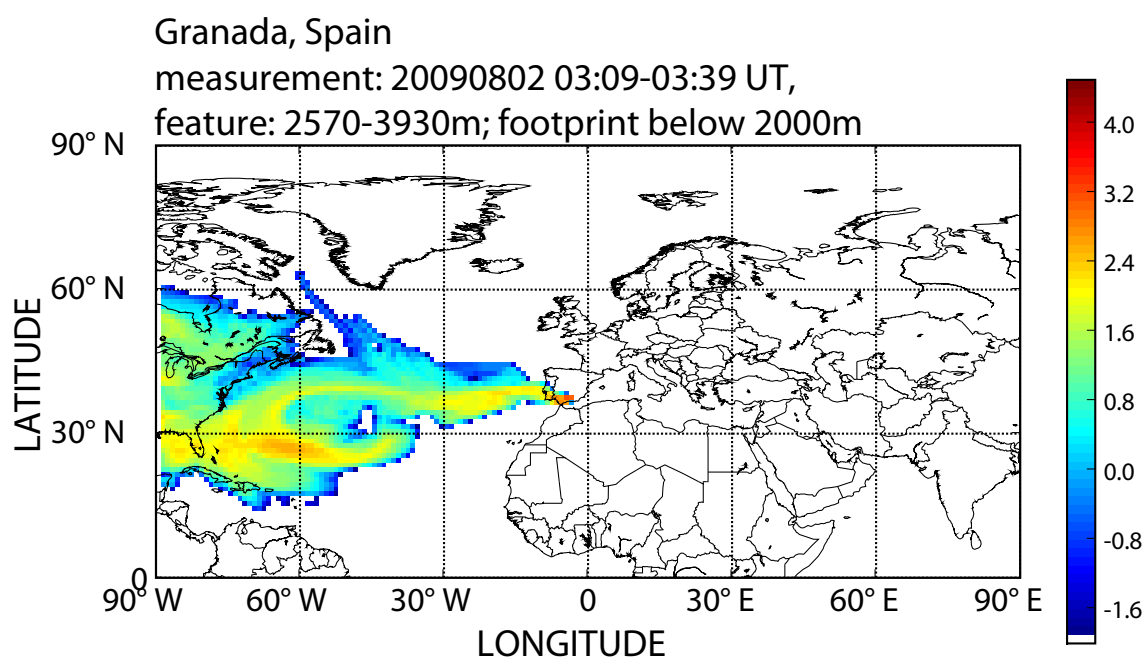 Granada, Spain
measurement: 20090802 03:09-03:39 UT,
feature: 2570-3930m; footprint below 2000m
90° N
60° N
30° N
0
LATITUDE
90° W
60° W
30° W
0
30° E
60° E
90° E
LONGITUDE
4.0
3.2
2.4
1.6
0.8
0.0
-0.8
-1.6